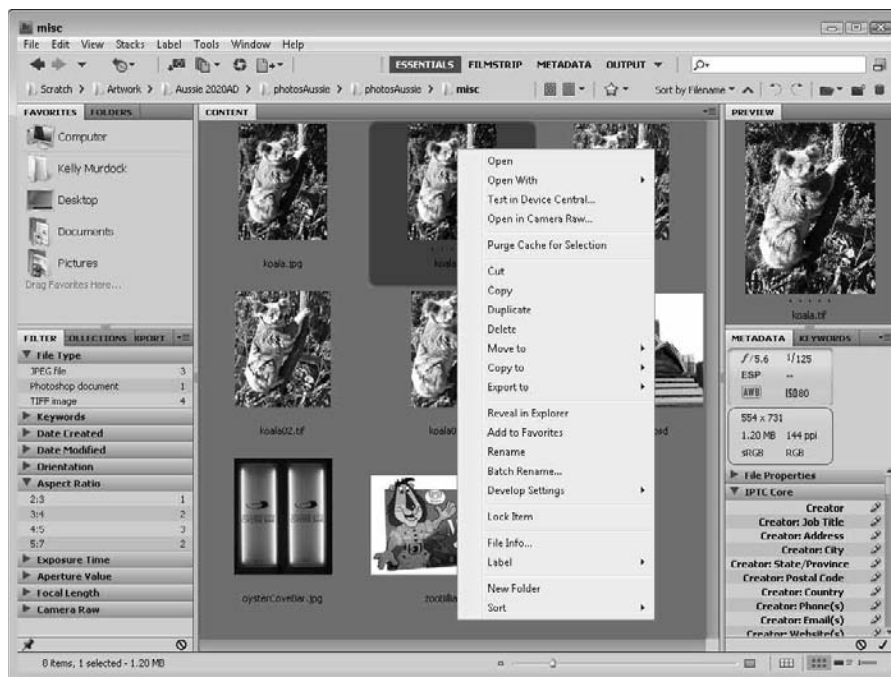 Br misc
File Edit View Stacks Label Tools Window Help
ESSENTIALS FILMSTRIP METADATA OUTPUT
Scratch > Artwork > Aussie 2020AD > photosAussie > photosAussie > misc
Sort by Filename
FAVORITES FOLDERS
Computer
Kelly Murdock
Desktop
Documents
Pictures
Drag Favorites Here...
FILTER COLLECTIONS XPORT
File Type
JPEG file 3
Photoshop document 1
TIFF image 4
Keywords
Date Created
Date Modified
Orientation
Aspect Ratio
2:3 1
3:4 2
4:5 3
5:7 2
Exposure Time
Aperture Value
Focal Length
Camera Raw
CONTENT
koala.jpg
koala02.tif
oysterCoveBar.jpg
Open
Open With
Test in Device Central...
Open in Camera Raw...
Purge Cache for Selection
Cut
Copy
Duplicate
Delete
Move to
Copy to
Export to
Reveal in Explorer
Add to Favorites
Rename
Batch Rename...
Develop Settings
Lock Item
File Info...
Label
New Folder
Sort
PREVIEW
koala.tif
METADATA KEYWORDS
f/5.6 1/125
ESP --
AWB ISO80
554 x 731
1.20 MB 144 ppi
sRGB RGB
File Properties
IPTC Core
Creator
Creator: Job Title
Creator: Address
Creator: City
Creator: State/Province
Creator: Postal Code
Creator: Country
Creator: Phone(s)
Creator: Email(s)
Creator: Website(s)
8 items, 1 selected - 1.20 MB